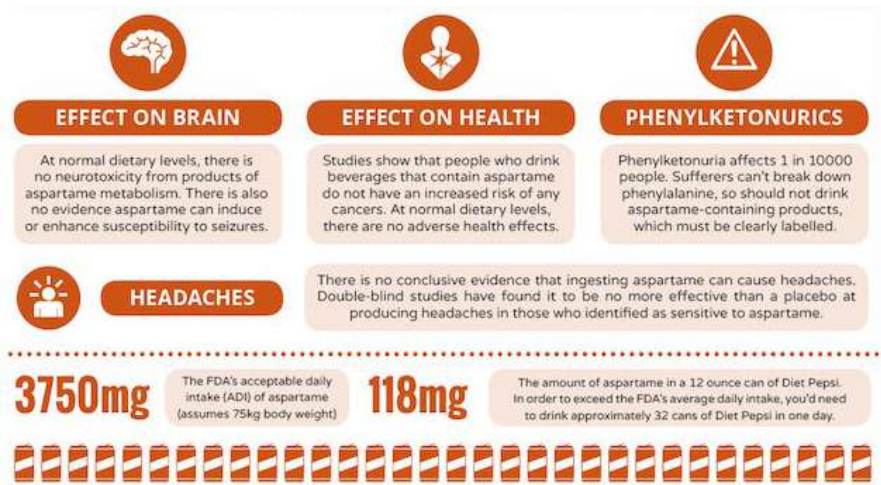 EFFECT ON BRAIN
At normal dietary levels, there is
no neurotoxicity from products of
aspartame metabolism. There is also
no evidence aspartame can induce
or enhance susceptibility to seizures.
EFFECT ON HEALTH
Studies show that people who drink
beverages that contain aspartame
do not have an increased risk of any
cancers. At normal dietary levels,
there are no adverse health effects.
PHENYLKETONURICS
Phenylketonuria affects 1 in 10000
people. Sufferers can't break down
phenylalanine, so should not drink
aspartame-containing products,
which must be clearly labelled.
HEADACHES
There is no conclusive evidence that ingesting aspartame can cause headaches.
Double-blind studies have found it to be no more effective than a placebo at
producing headaches in those who identified as sensitive to aspartame.
3750mg
The FDA's acceptable daily
intake (ADI) of aspartame
(assumes 75kg body weight)
118mg
The amount of aspartame in a 12 ounce can of Diet Pepsi.
In order to exceed the FDA's average daily intake, you'd need
to drink approximately 32 cans of Diet Pepsi in one day.